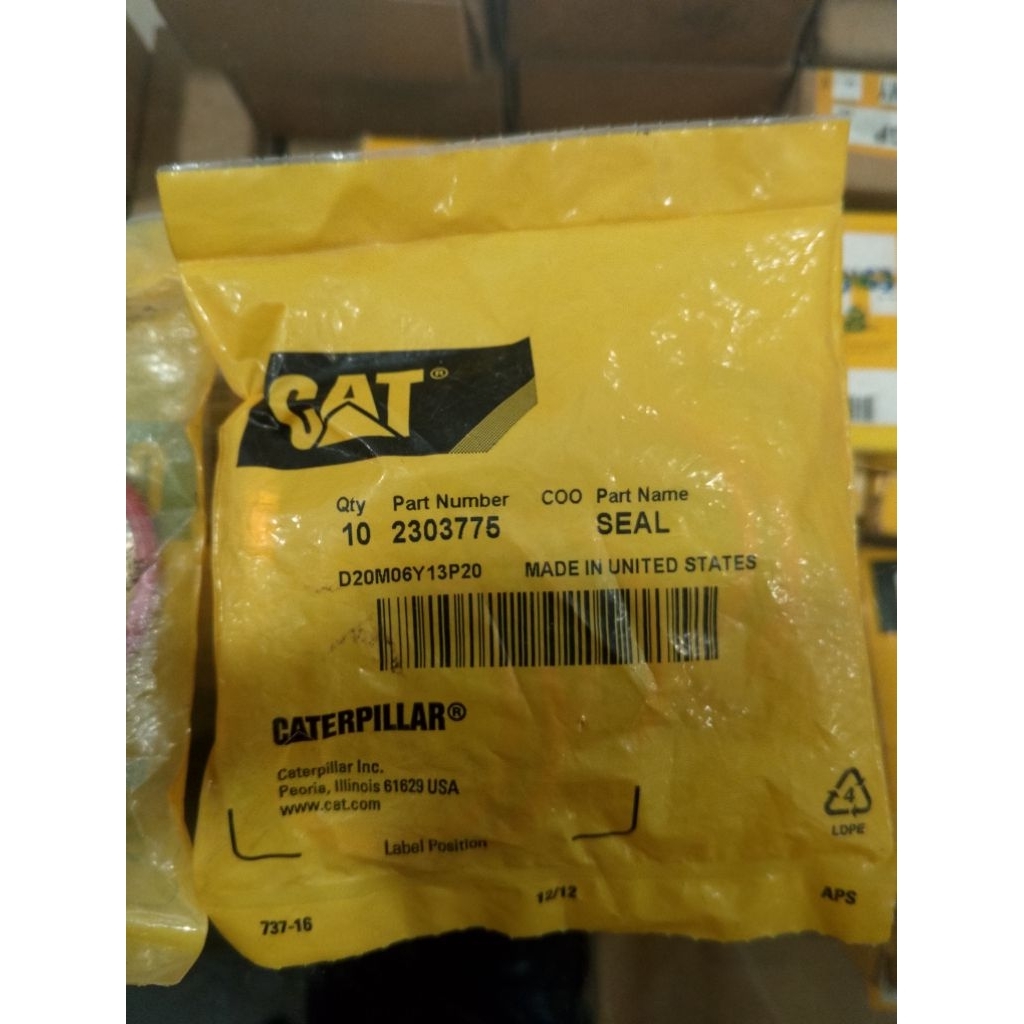 CAT®
Qty Part Number COO Part Name
10 2303775 SEAL
D20M06Y13P20 MADE IN UNITED STATES
CATERPILLAR®
Caterpillar Inc.
Peoria, Illinois 61629 USA
www.cat.com
Label Position
4
LDPE
737-16
12/12
APS